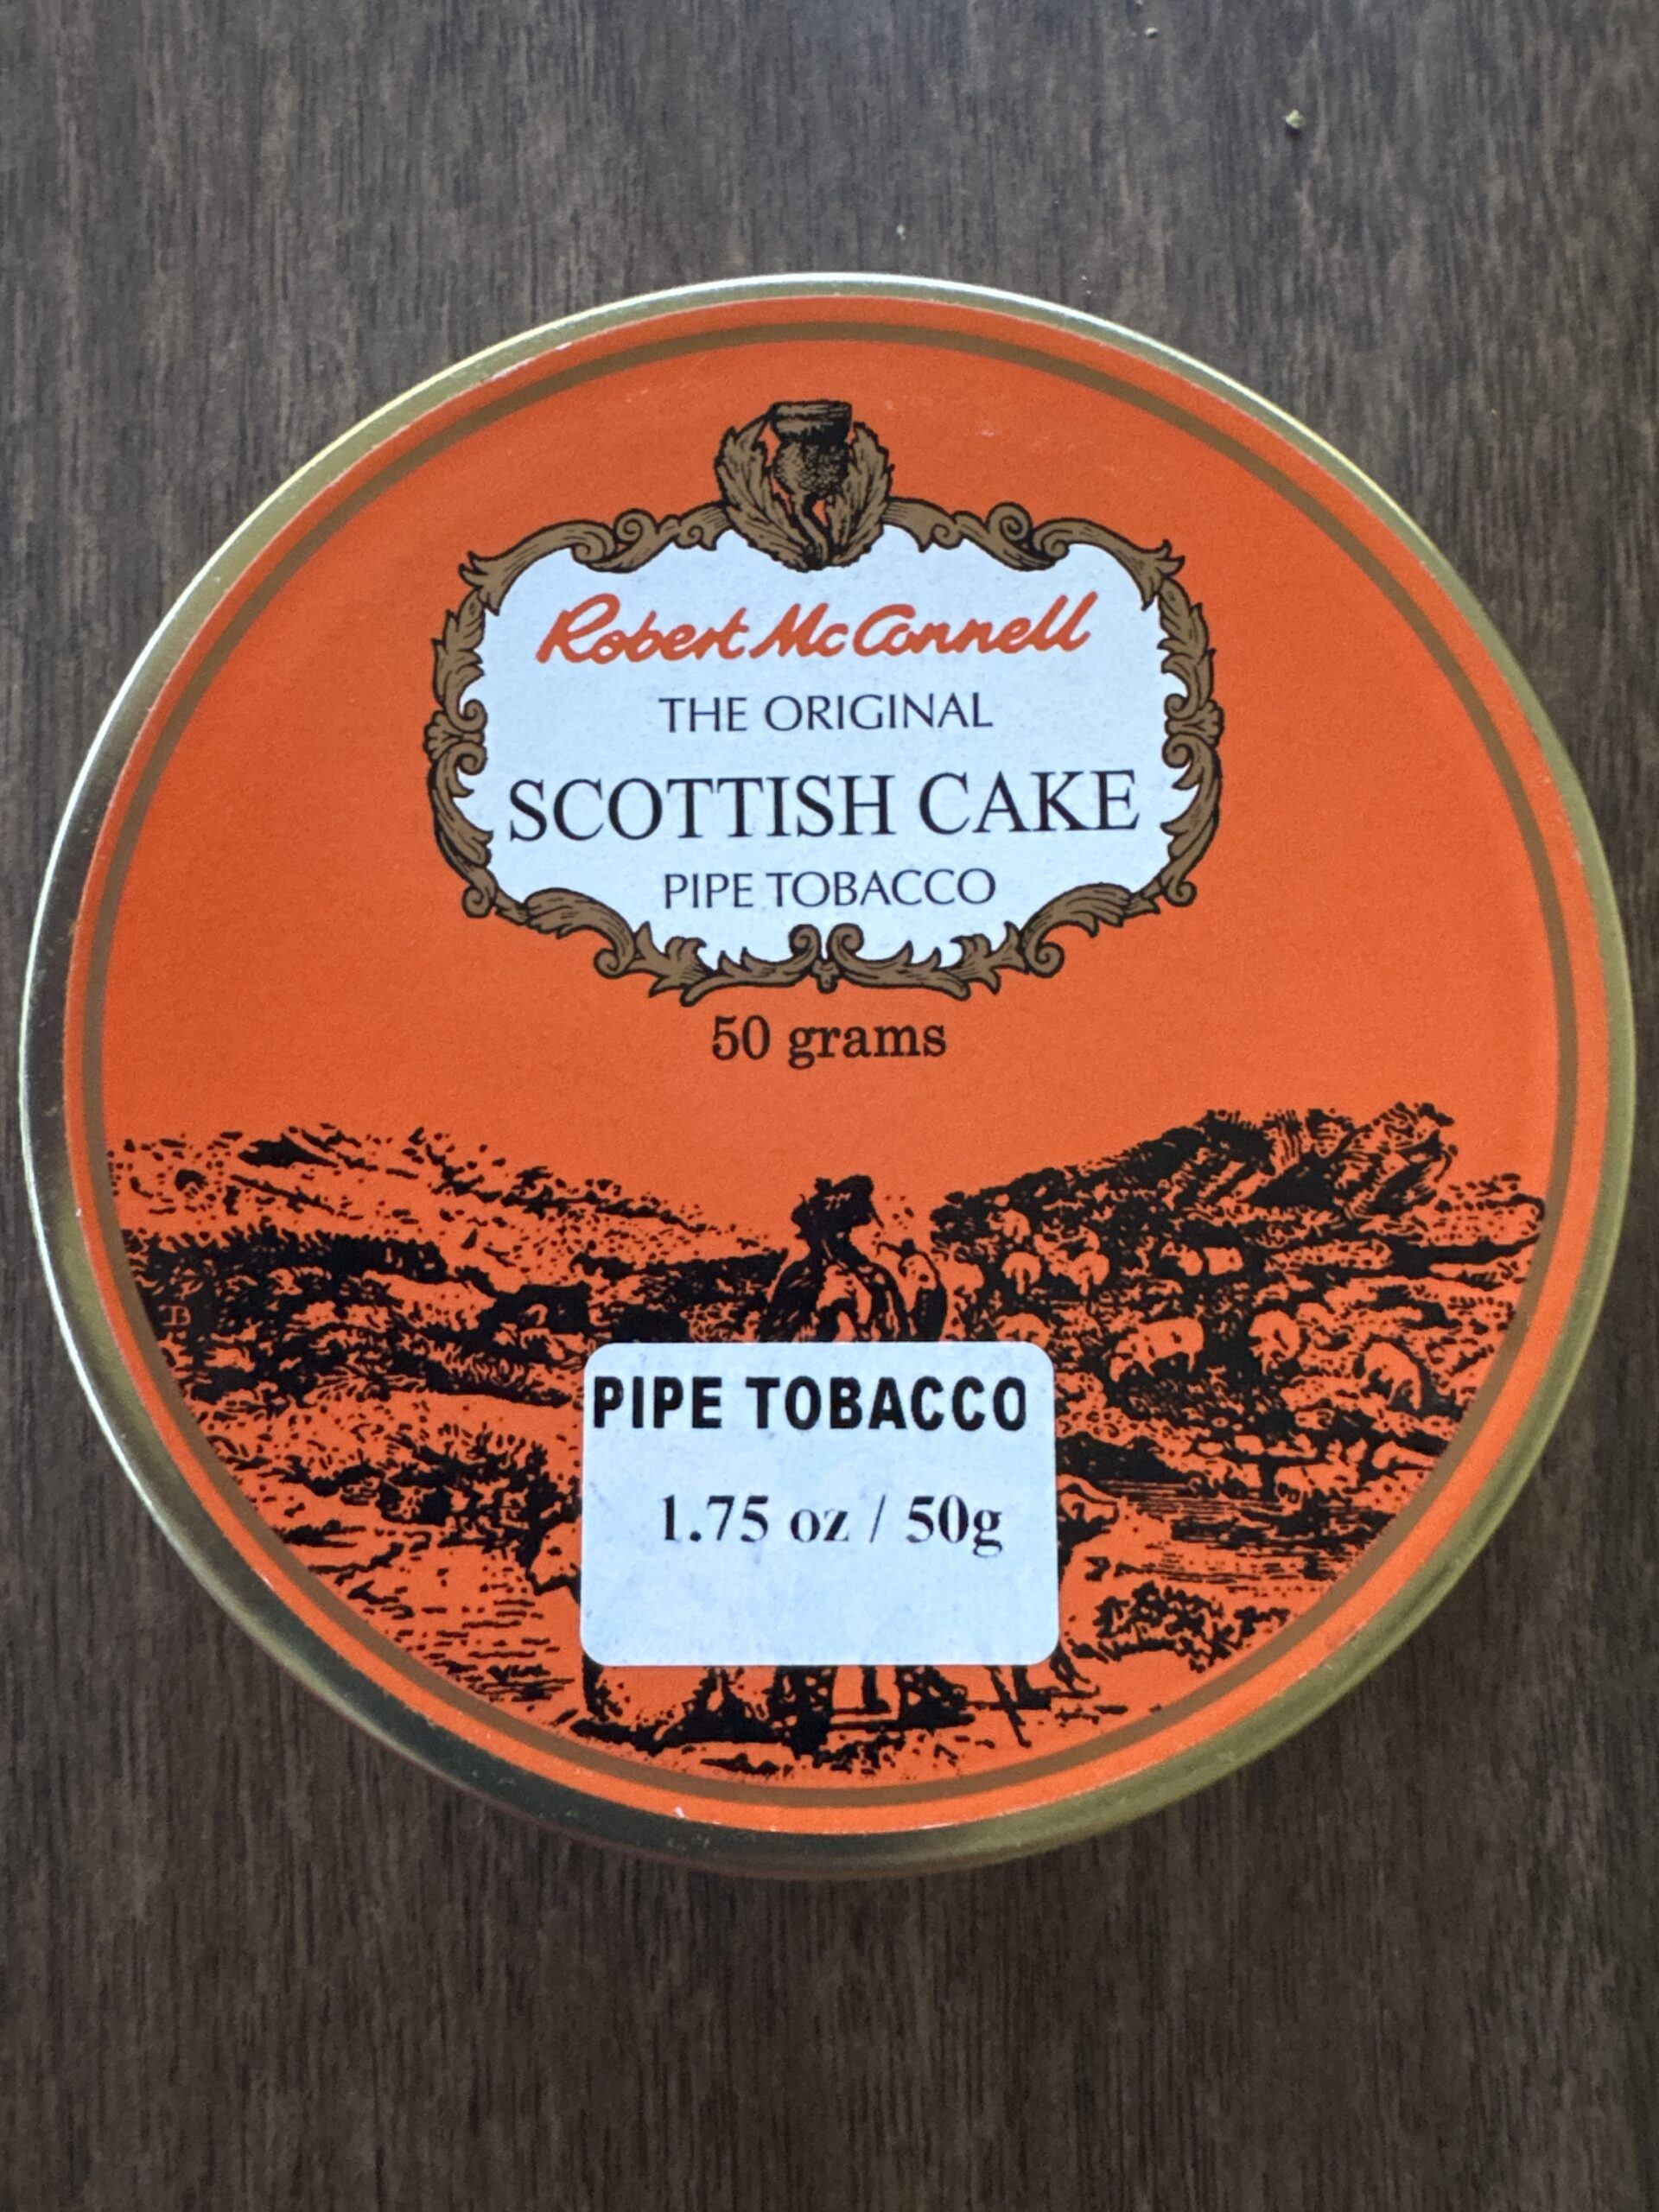 Robert McConnell
THE ORIGINAL
SCOTTISH CAKE
PIPE TOBACCO
50 grams
PIPE TOBACCO
1.75 oz / 50g